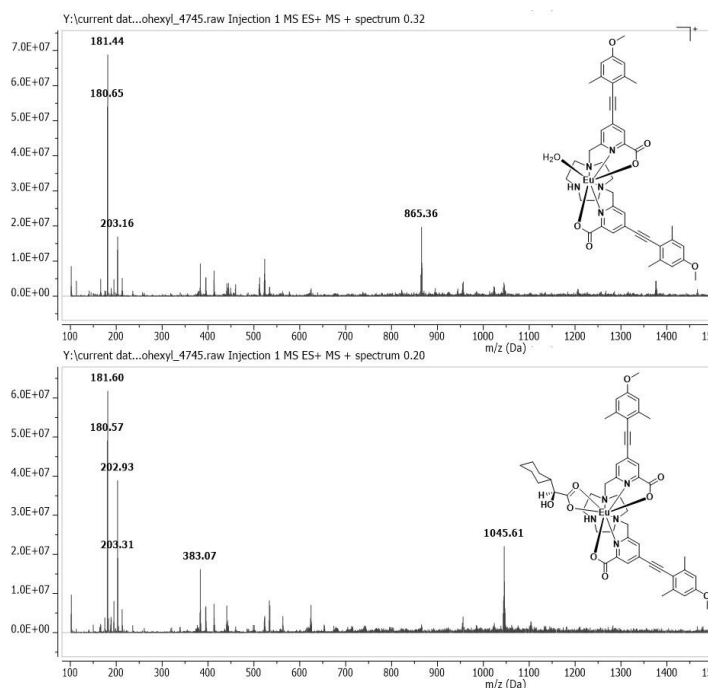 Y:\current dat...ohexyl_4745.raw Injection 1 MS ES+ MS + spectrum 0.32
7.0E+07
6.0E+07
5.0E+07
4.0E+07
3.0E+07
2.0E+07
1.0E+07
0.0E+00
181.44
180.65
203.16
865.36
+
O
N
O
O
H₂O
N
Eu
HN
N
N
O
O
O
100 200 300 400 500 600 700 800 900 1000 1100 1200 1300 1400 150
m/z (Da)
Y:\current dat...ohexyl_4745.raw Injection 1 MS ES+ MS + spectrum 0.20
6.0E+07
5.0E+07
4.0E+07
3.0E+07
2.0E+07
1.0E+07
0.0E+00
181.60
180.57
202.93
203.31
383.07
1045.61
O
N
O
O
H
OH
O
O
N
Eu
HN
N
N
O
O
O
100 200 300 400 500 600 700 800 900 1000 1100 1200 1300 1400 150
m/z (Da)